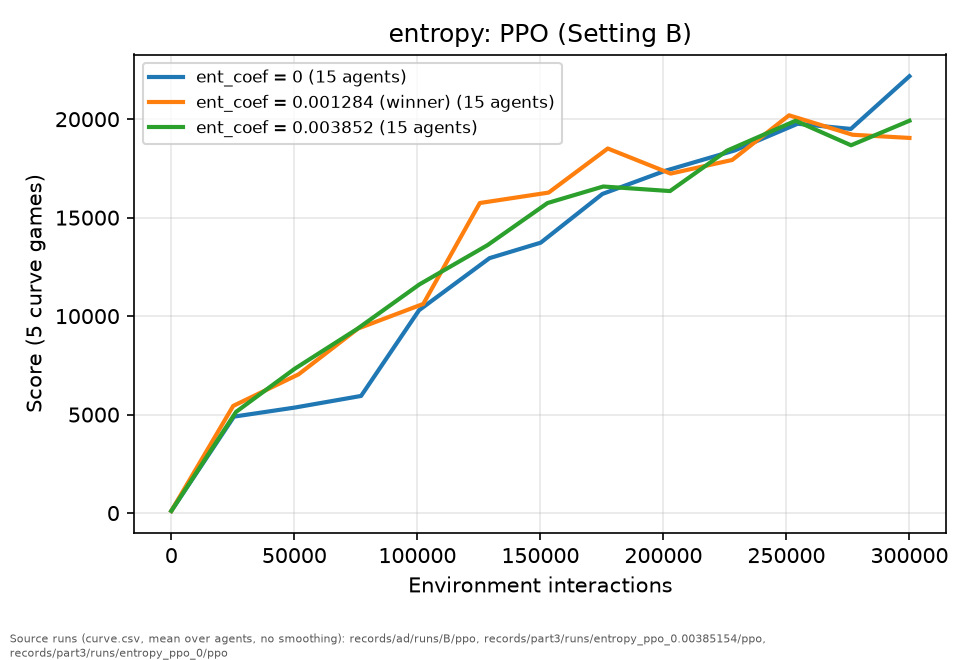 entropy: PPO (Setting B)
ent_coef = 0 (15 agents)
ent_coef = 0.001284 (winner) (15 agents)
ent_coef = 0.003852 (15 agents)
Score (5 curve games)
20000
15000
10000
5000
0
0 50000 100000 150000 200000 250000 300000
Environment interactions
Source runs (curve.csv, mean over agents, no smoothing): records/ad/runs/B/ppo, records/part3/runs/entropy_ppo_0.00385154/ppo,
records/part3/runs/entropy_ppo_0/ppo